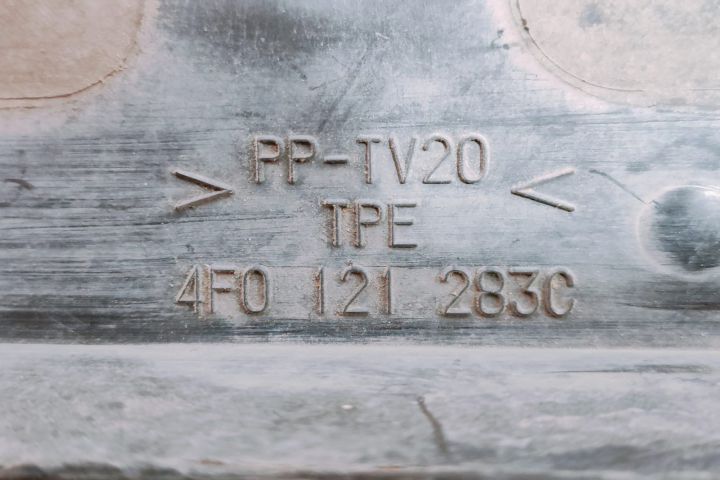 > PP-TV20 <
TPE
4F0 121 283C